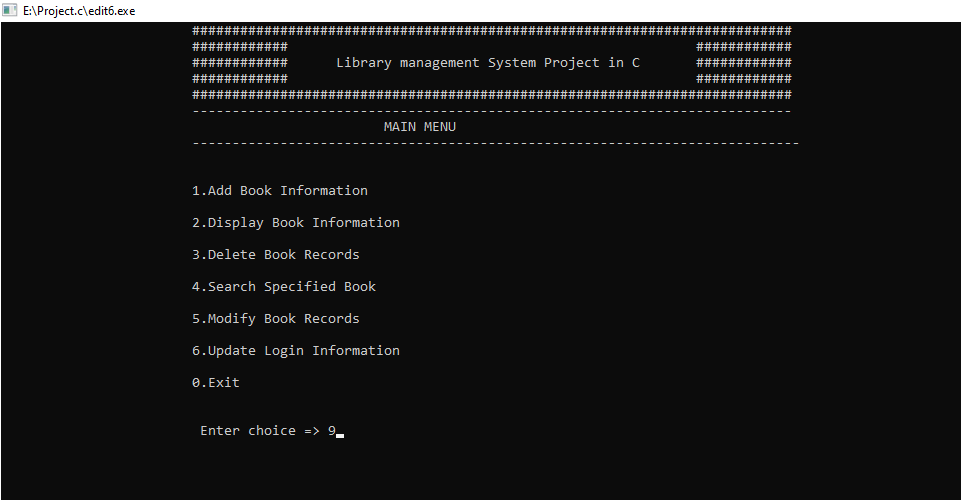 E:\Project.c\edit6.exe
###########################################################################
############ ############
############ Library management System Project in C ############
############ ############
###########################################################################
---------------------------------------------------------------------------
MAIN MENU
----------------------------------------------------------------------------
1.Add Book Information
2.Display Book Information
3.Delete Book Records
4.Search Specified Book
5.Modify Book Records
6.Update Login Information
0.Exit
Enter choice => 9